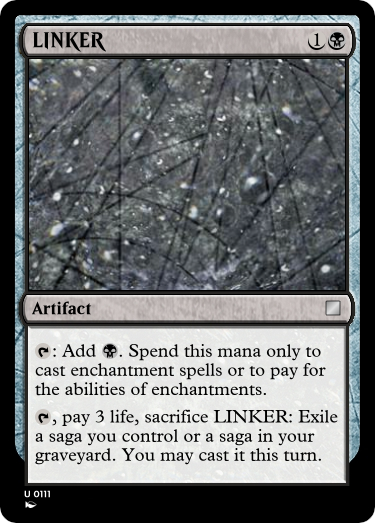 LINKER 1
Artifact
: Add . Spend this mana only to
cast enchantment spells or to pay for
the abilities of enchantments.
, pay 3 life, sacrifice LINKER: Exile
a saga you control or a saga in your
graveyard. You may cast it this turn.
U 0111